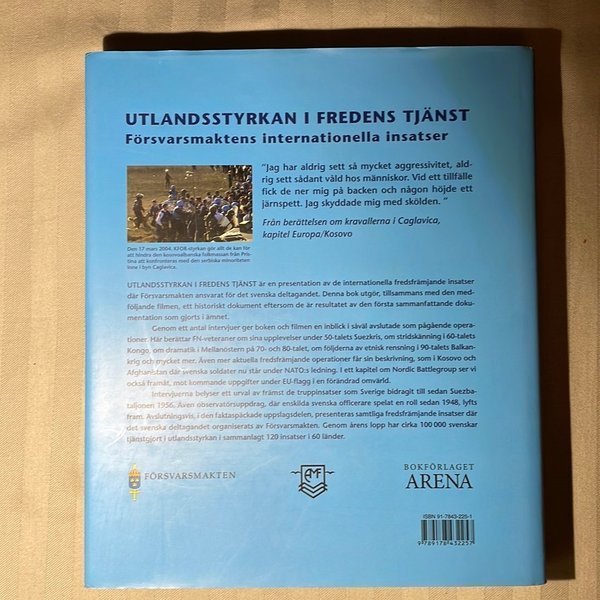 UTLANDSSTYRKAN I FREDENS TJÄNST
Försvarsmaktens internationella insatser
"Jag har aldrig sett så mycket aggressivitet, ald-
rig sett sådant våld hos människor. Vid ett tillfälle
fick de ner mig på backen och någon höjde ett
järnspett. Jag skyddade mig med skölden."
Från berättelsen om kravallerna i Caglavica,
kapitel Europa/Kosovo
Den 17 mars 2004. KFOR-styrkan gör allt de kan för
att hindra den kosovoalbanska folkmassan från Pris-
tina att konfronteras med den serbiska minoriteten
inne i byn Caglavica.
UTLANDSSTYRKAN I FREDENS TJÄNST är en presentation av de internationella fredsfrämjande insatser
där Försvarsmakten ansvarat för det svenska deltagandet. Denna bok utgör, tillsammans med den med-
följande filmen, ett historiskt dokument eftersom de är resultatet av den första sammanfattande doku-
mentation som gjorts i ämnet.
Genom ett antal intervjuer ger boken och filmen en inblick i såväl avslutade som pågående opera-
tioner. Här berättar FN-veteraner om sina upplevelser under 50-talets Suezkris, om stridskänning i 60-talets
Kongo, om dramatik i Mellanöstern på 70- och 80-talet, om följderna av etnisk rensning i 90-talets Balkan-
krig och mycket mer. Även mer aktuella fredsfrämjande operationer får sin beskrivning, som i Kosovo och
Afghanistan där svenska soldater nu står under NATO:s ledning. I ett kapitel om Nordic Battlegroup ser vi
också framåt, mot kommande uppgifter under EU-flagg i en förändrad omvärld.
Intervjuerna belyser ett urval av främst de truppinsatser som Sverige bidragit till sedan Suezba-
taljonen 1956. Även observatörsuppdrag, där enskilda svenska officerare spelat en roll sedan 1948, lyfts
fram. Avslutningsvis, i den faktaspäckade uppslagsdelen, presenteras samtliga fredsfrämjande insatser där
det svenska deltagandet organiserats av Försvarsmakten. Genom årens lopp har cirka 100 000 svenskar
tjänstgjort i utlandsstyrkan i sammanlagt 120 insatser i 60 länder.
FÖRSVARSMAKTEN
AMF
BOKFÖRLAGET
ARENA
ISBN 91-7843-225-1
9 789178 432257